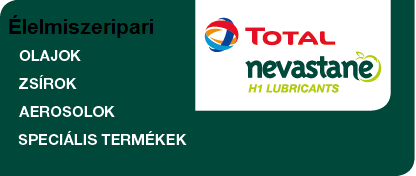 Élelmiszeripari
OLAJOK
ZSÍROK
AEROSOLOK
SPECIÁLIS TERMÉKEK
TOTAL
nevastane
H1 LUBRICANTS